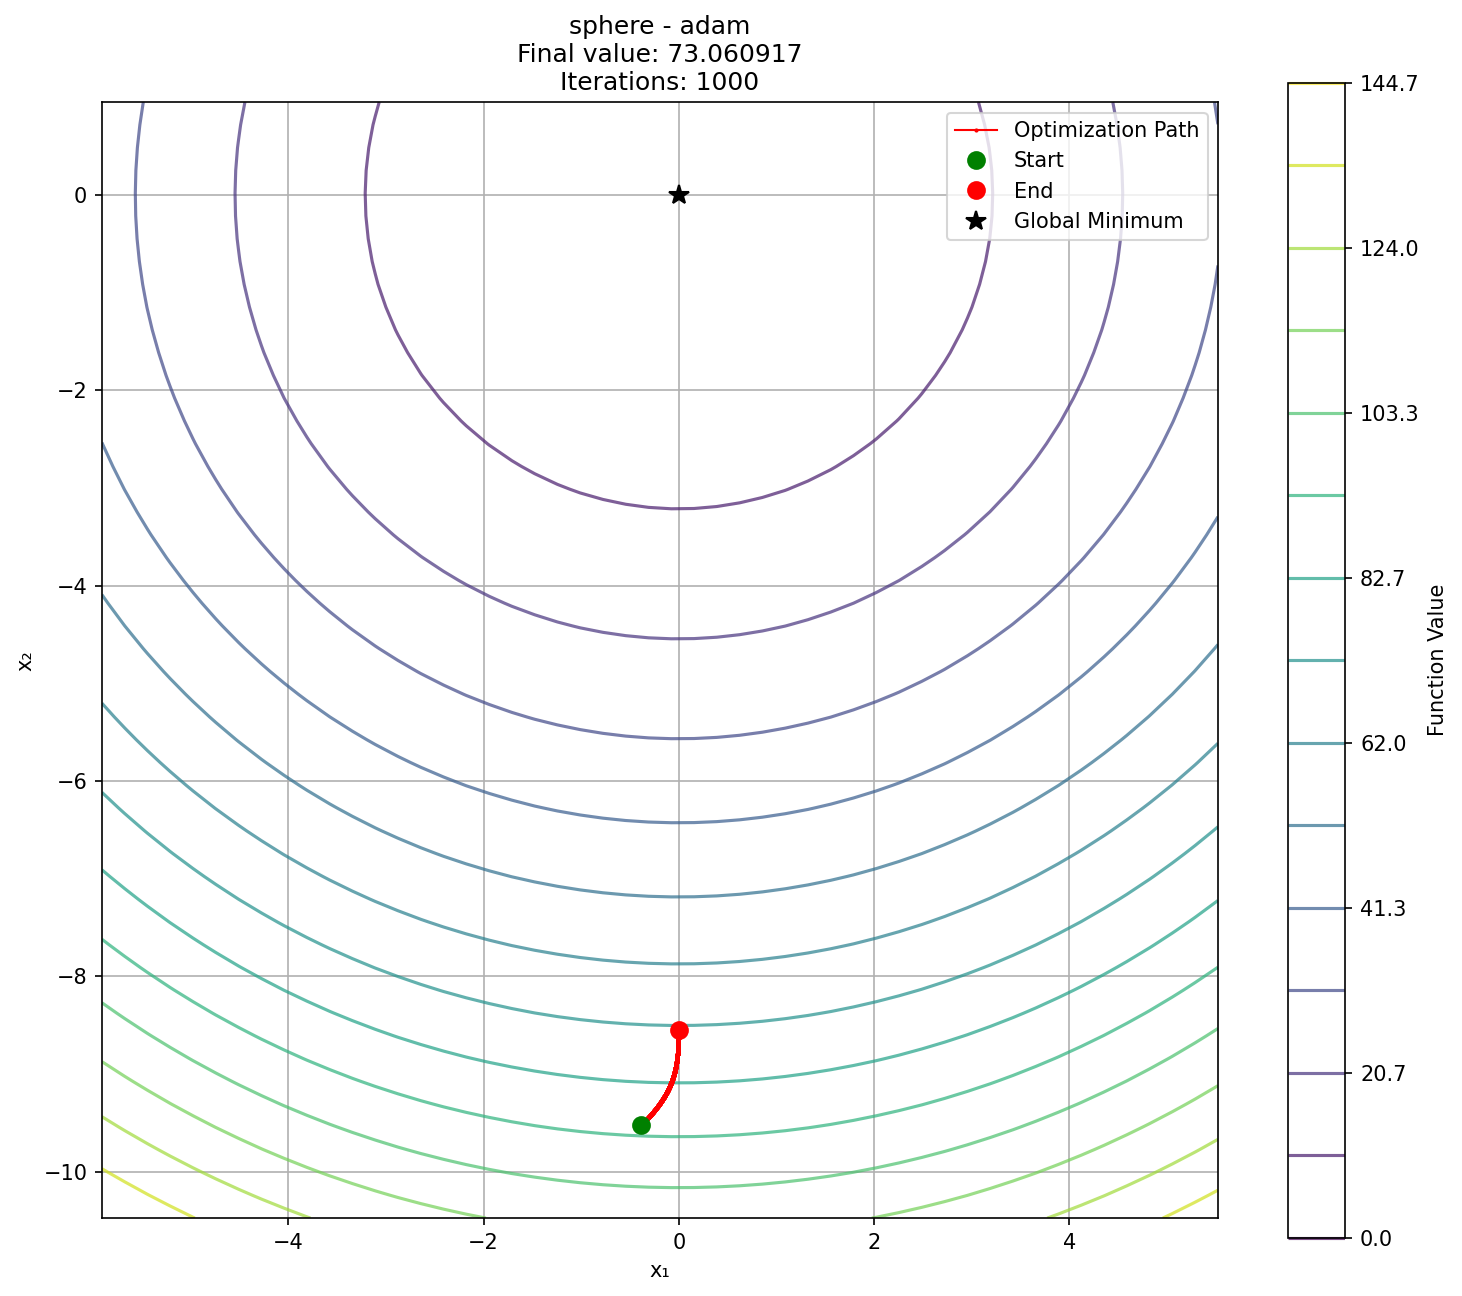 sphere - adam
Final value: 73.060917
Iterations: 1000
Optimization Path
Start
End
Global Minimum
0
−2
−4
−6
−8
−10
x₂
−4
−2
0
2
4
x₁
144.7
124.0
103.3
82.7
62.0
41.3
20.7
0.0
Function Value